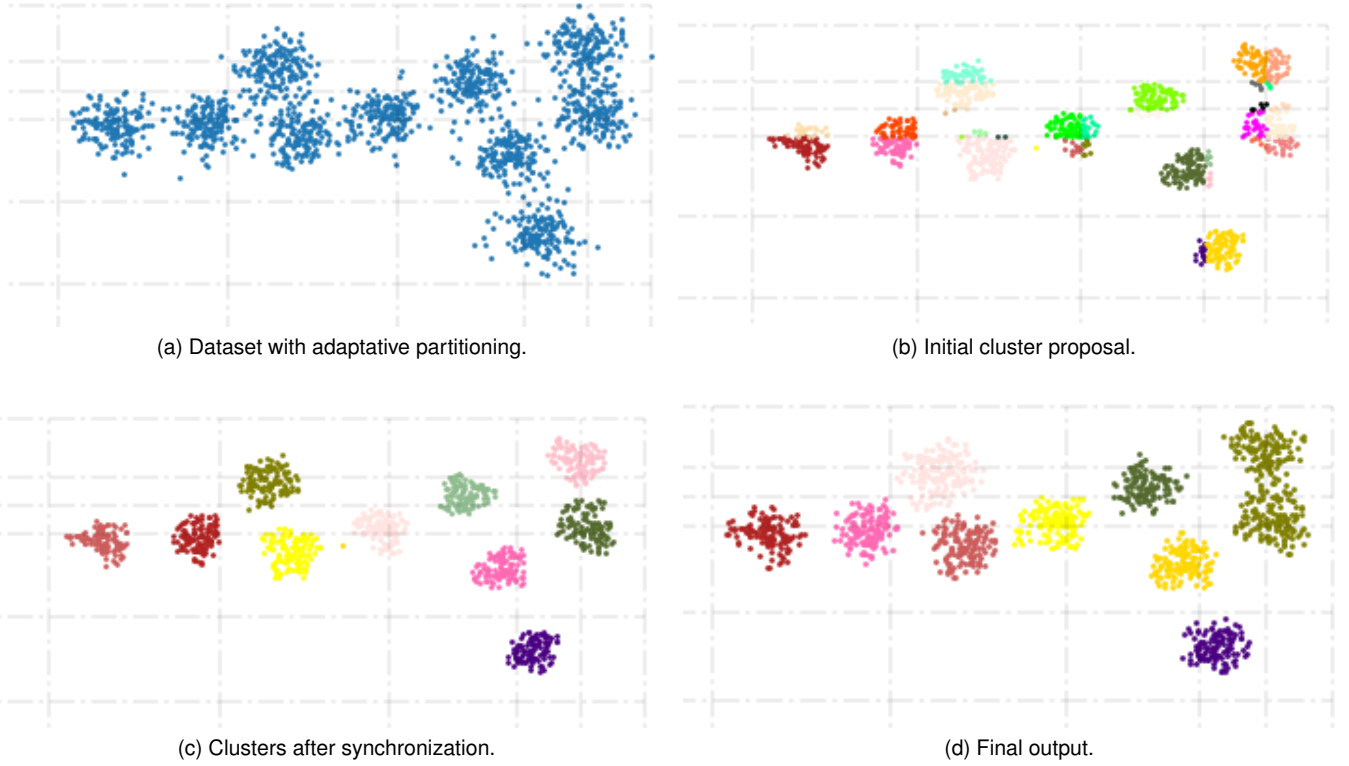 (a) Dataset with adaptative partitioning.
(b) Initial cluster proposal.
(c) Clusters after synchronization.
(d) Final output.